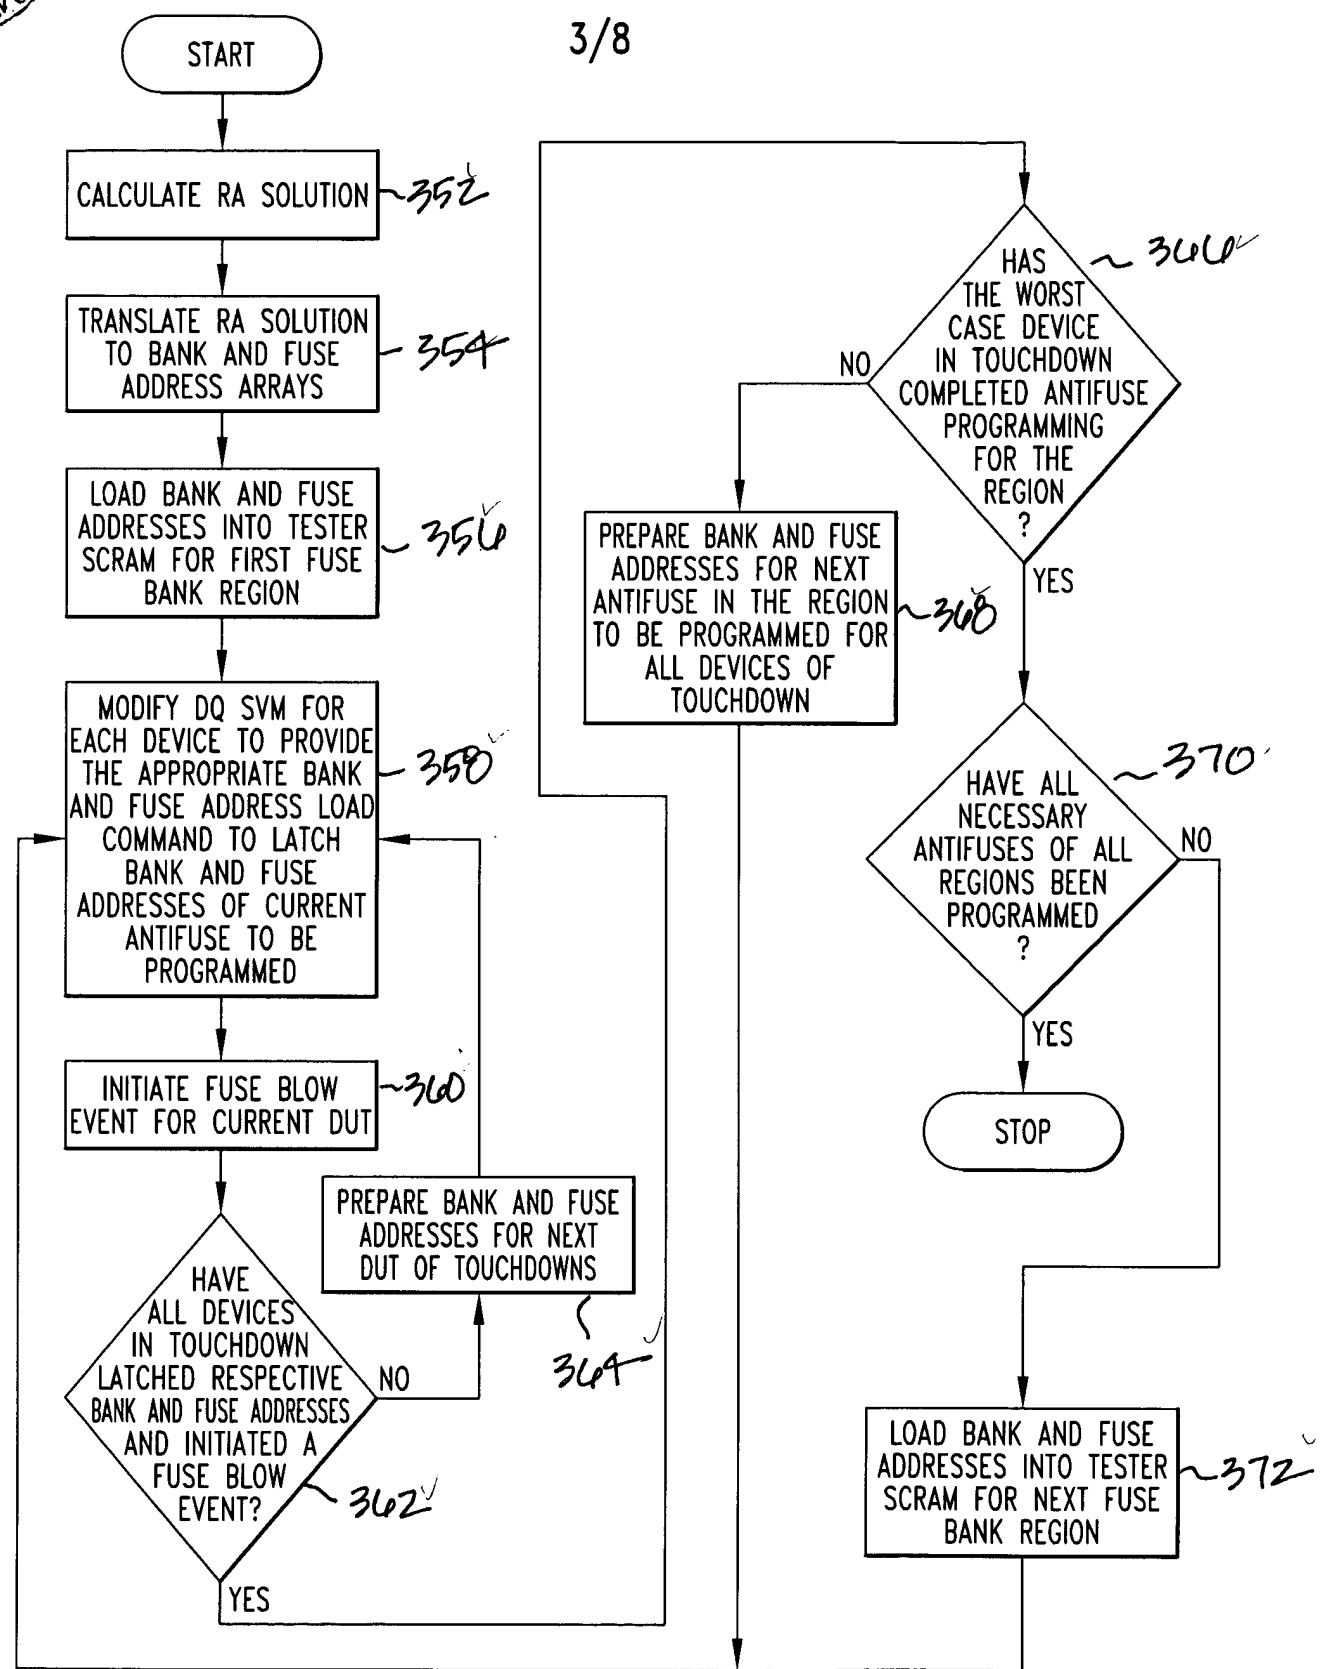 3/8
START
CALCULATE RA SOLUTION
352
TRANSLATE RA SOLUTION
TO BANK AND FUSE
ADDRESS ARRAYS
354
LOAD BANK AND FUSE
ADDRESSES INTO TESTER
SCRAM FOR FIRST FUSE
BANK REGION
356
MODIFY DQ SVM FOR
EACH DEVICE TO PROVIDE
THE APPROPRIATE BANK
AND FUSE ADDRESS LOAD
COMMAND TO LATCH
BANK AND FUSE
ADDRESSES OF CURRENT
ANTIFUSE TO BE
PROGRAMMED
358
INITIATE FUSE BLOW
EVENT FOR CURRENT DUT
360
HAVE
ALL DEVICES
IN TOUCHDOWN
LATCHED RESPECTIVE
BANK AND FUSE ADDRESSES
AND INITIATED A
FUSE BLOW
EVENT?
362
NO
YES
PREPARE BANK AND FUSE
ADDRESSES FOR NEXT
DUT OF TOUCHDOWNS
364
HAS
THE WORST
CASE DEVICE
IN TOUCHDOWN
COMPLETED ANTIFUSE
PROGRAMMING
FOR THE
REGION
?
366
NO
YES
PREPARE BANK AND FUSE
ADDRESSES FOR NEXT
ANTIFUSE IN THE REGION
TO BE PROGRAMMED FOR
ALL DEVICES OF
TOUCHDOWN
368
HAVE ALL
NECESSARY
ANTIFUSES OF ALL
REGIONS BEEN
PROGRAMMED
?
370
NO
YES
STOP
LOAD BANK AND FUSE
ADDRESSES INTO TESTER
SCRAM FOR NEXT FUSE
BANK REGION
372